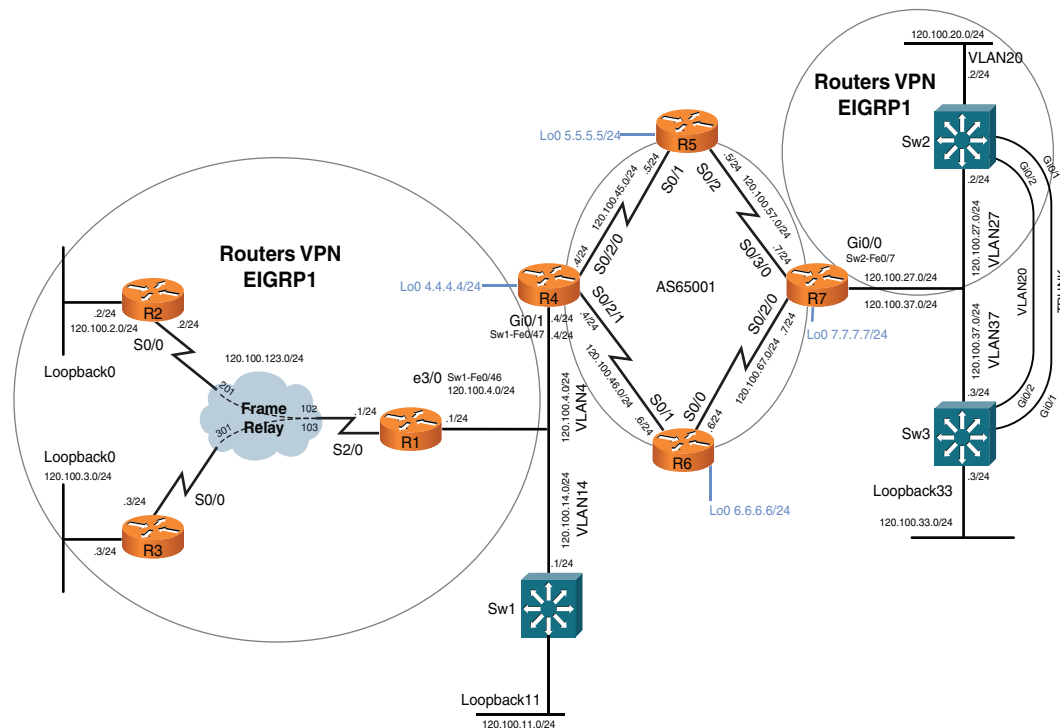 120.100.20.0/24
VLAN20
.2/24
Routers VPN
EIGRP1
Sw2
Gi0/2
Gi0/1
.2/24
120.100.27.0/24
VLAN27
VLAN20
TRUNK
Lo0 5.5.5.5/24
R5
.5/24
S0/1
120.100.45.0/24
.4/24
S0/2/0
.5/24
S0/2
120.100.57.0/24
.7/24
S0/3/0
Routers VPN
EIGRP1
Lo0 4.4.4.4/24
R4
AS65001
R7
Gi0/0
Sw2-Fe0/7
120.100.27.0/24
120.100.37.0/24
Lo0 7.7.7.7/24
Gi0/1
Sw1-Fe0/47
.4/24
.4/24
S0/2/1
.4/24
120.100.46.0/24
.6/24
S0/1
S0/2/0
.7/24
120.100.67.0/24
S0/0
.6/24
R6
Lo0 6.6.6.6/24
120.100.37.0/24
VLAN37
.3/24
Gi0/2
Gi0/1
Sw3
.3/24
Loopback33
120.100.33.0/24
R2
.2/24
120.100.2.0/24
.2/24
S0/0
Loopback0
120.100.123.0/24
201
Frame
Relay
102
103
301
.1/24
S2/0
R1
e3/0
Sw1-Fe0/46
120.100.4.0/24
.1/24
120.100.4.0/24
VLAN4
Loopback0
120.100.3.0/24
.3/24
S0/0
R3
.3/24
120.100.14.0/24
VLAN14
.1/24
Sw1
Loopback11
120.100.11.0/24